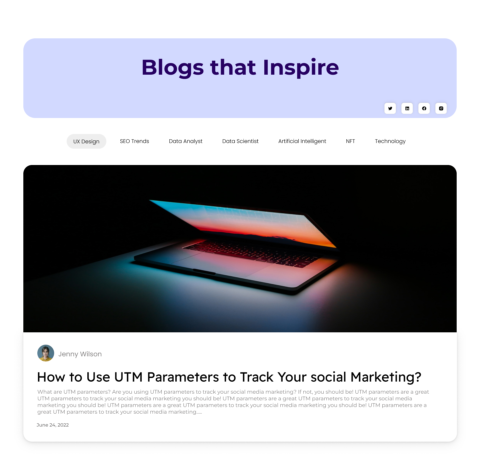 Blogs that Inspire
UX Design SEO Trends Data Analyst Data Scientist Artificial Intelligent NFT Technology
Jenny Wilson
How to Use UTM Parameters to Track Your social Marketing?
What are UTM parameters? Are you using UTM parameters to track your social media marketing? If not, you should be! UTM parameters are a great
UTM parameters to track your social media marketing you should be! UTM parameters are a great UTM parameters to track your social media
marketing you should be! UTM parameters are a great UTM parameters to track your social media marketing you should be! UTM parameters are a
great UTM parameters to track your social media marketing....
June 24, 2022